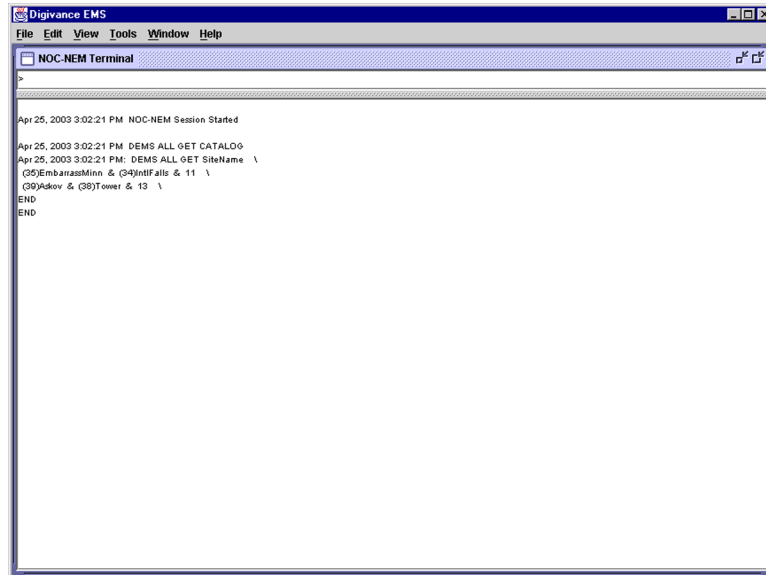 Digivance EMS
File Edit View Tools Window Help
NOC-NEM Terminal
>
Apr 25, 2003 3:02:21 PM NOC-NEM Session Started
Apr 25, 2003 3:02:21 PM DEMS ALL GET CATALOG
Apr 25, 2003 3:02:21 PM: DEMS ALL GET SiteName \
(35)EmbarrassMinn & (34)IntlFalls & 11 \
(39)Askov & (38)Tower & 13 \
END
END